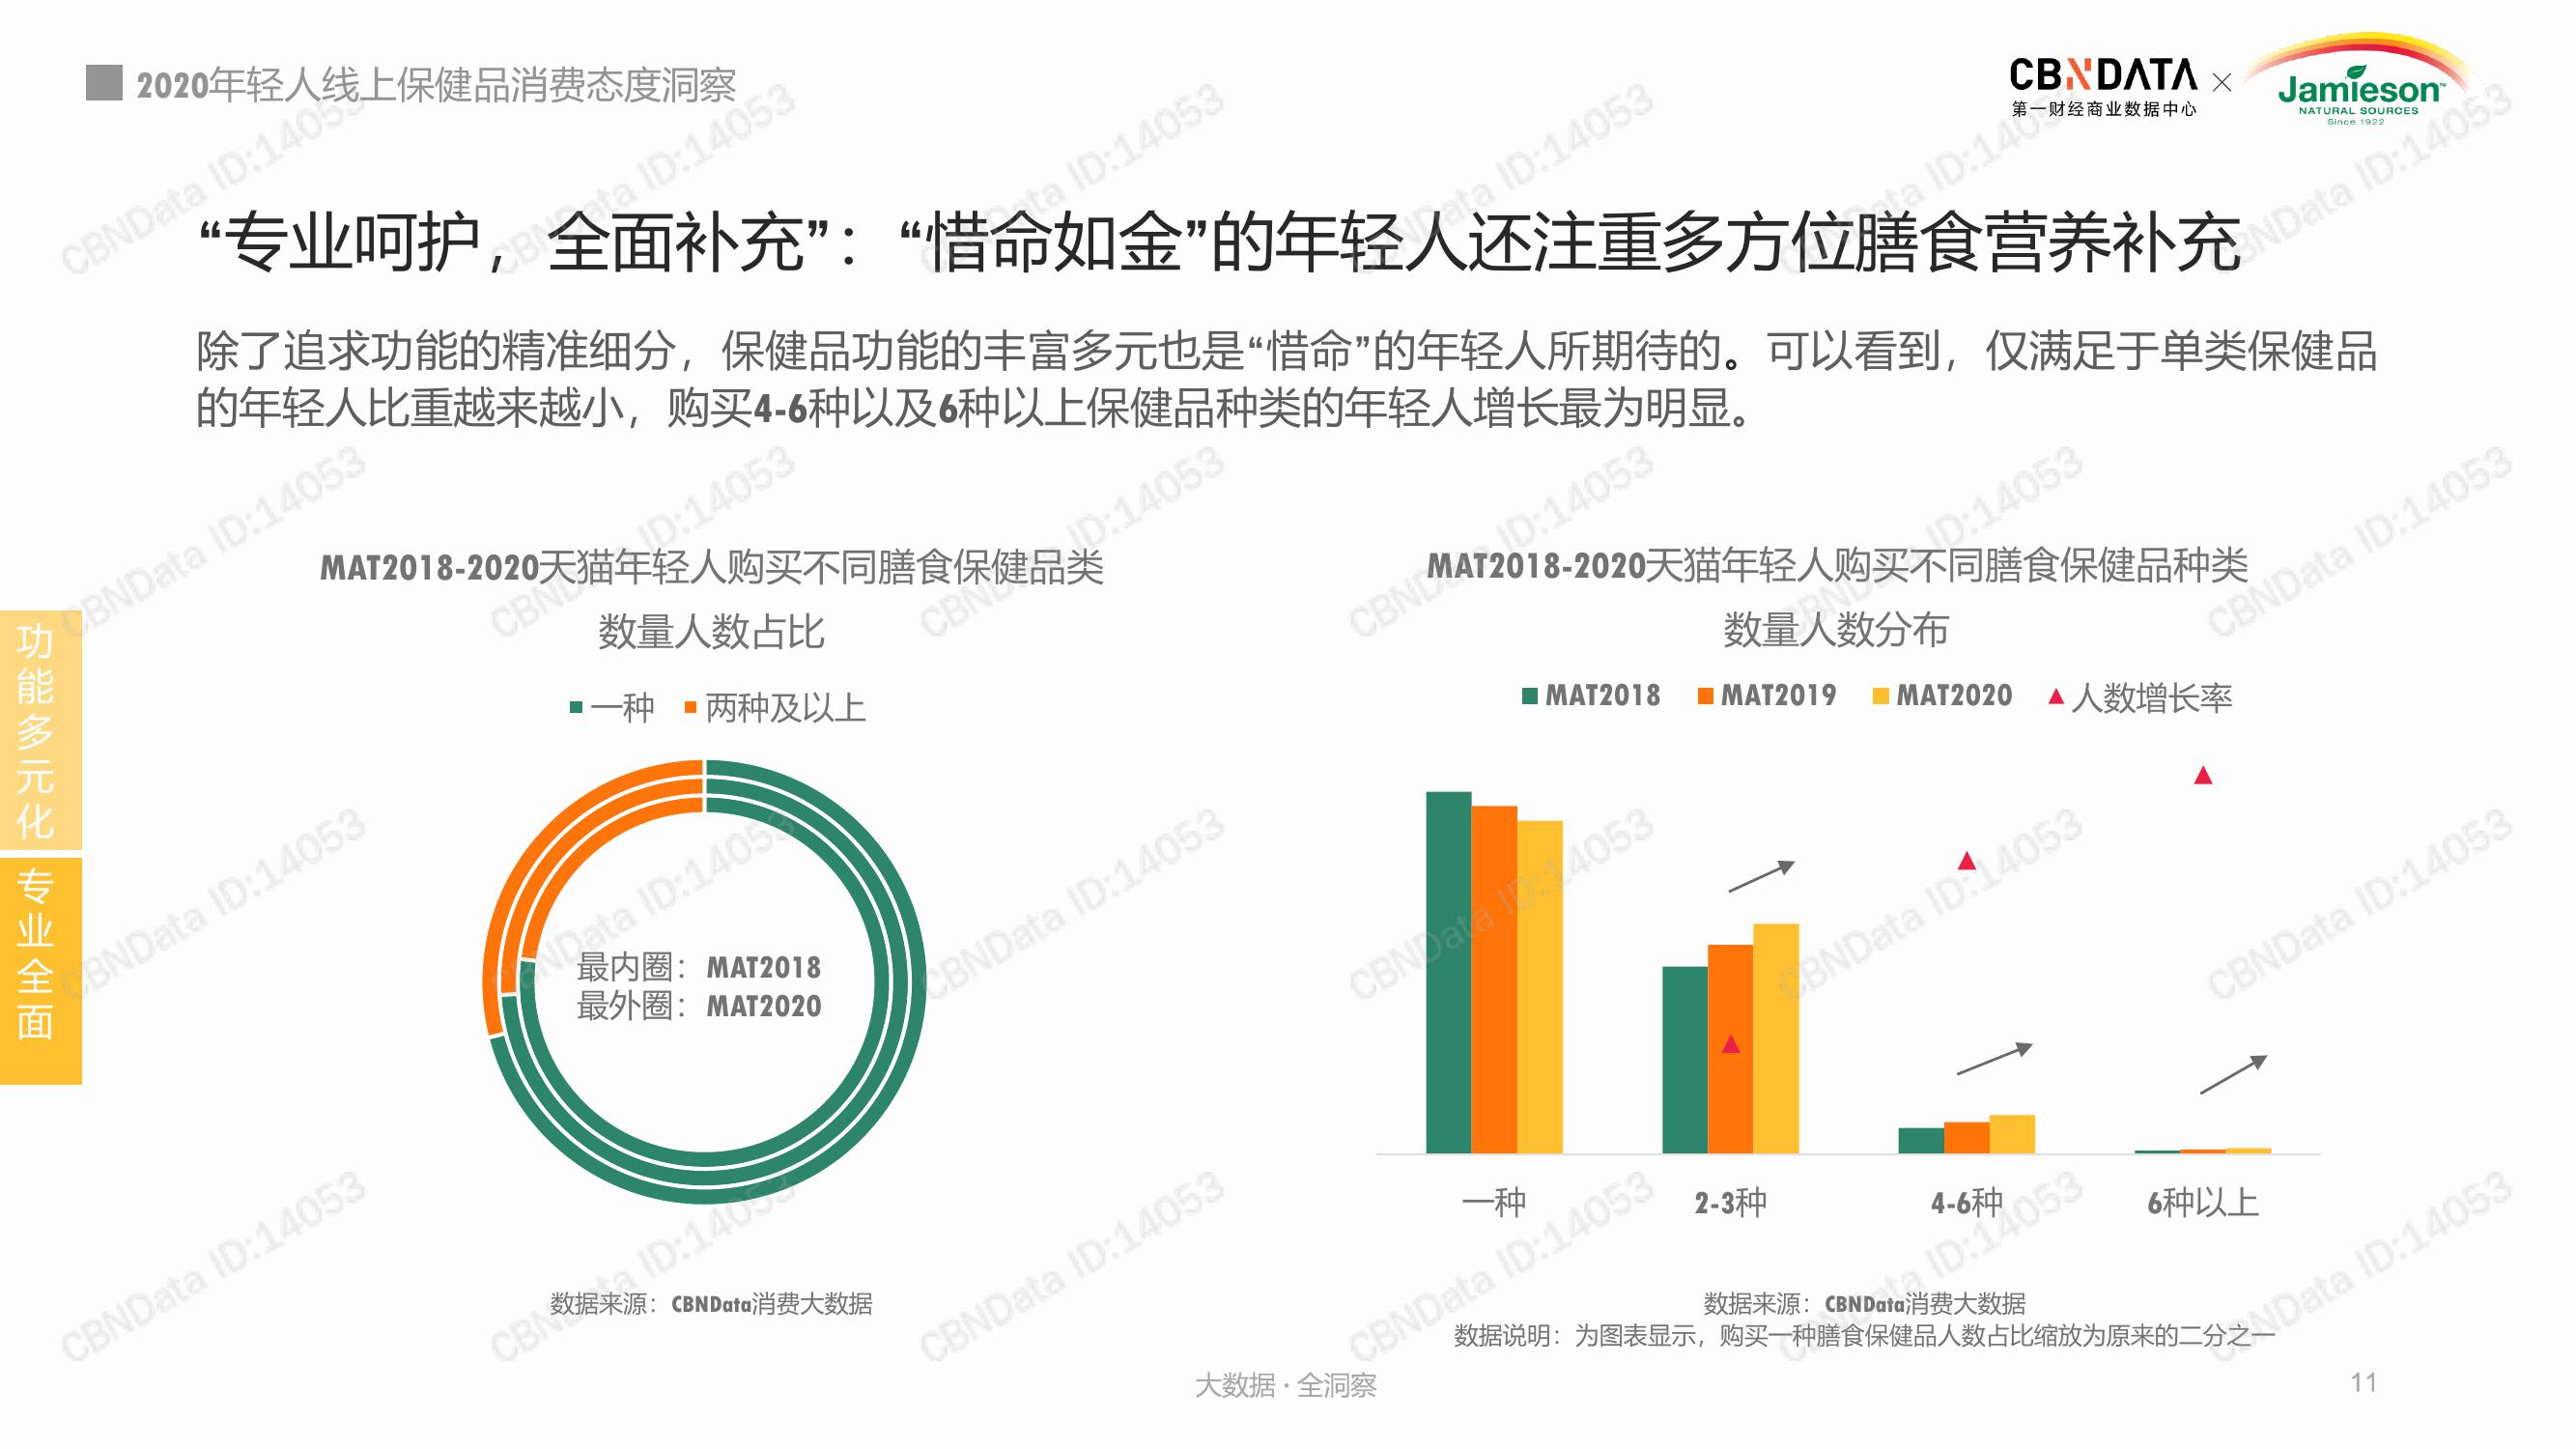 2020年轻人线上保健品消费态度洞察
CBNDATA
第一财经商业数据中心
×
Jamieson™
NATURAL SOURCES
Since 1922
“专业呵护，全面补充”：“惜命如金”的年轻人还注重多方位膳食营养补充
除了追求功能的精准细分，保健品功能的丰富多元也是“惜命”的年轻人所期待的。可以看到，仅满足于单类保健品
的年轻人比重越来越小，购买4-6种以及6种以上保健品种类的年轻人增长最为明显。
功能多元化
专业全面
MAT2018-2020天猫年轻人购买不同膳食保健品类
数量人数占比
一种 两种及以上
最内圈：MAT2018
最外圈：MAT2020
数据来源：CBNData消费大数据
MAT2018-2020天猫年轻人购买不同膳食保健品种类
数量人数分布
MAT2018 MAT2019 MAT2020 人数增长率
一种 2-3种 4-6种 6种以上
数据来源：CBNData消费大数据
数据说明：为图表显示，购买一种膳食保健品人数占比缩放为原来的二分之一
大数据·全洞察
11
CBNData ID:14053